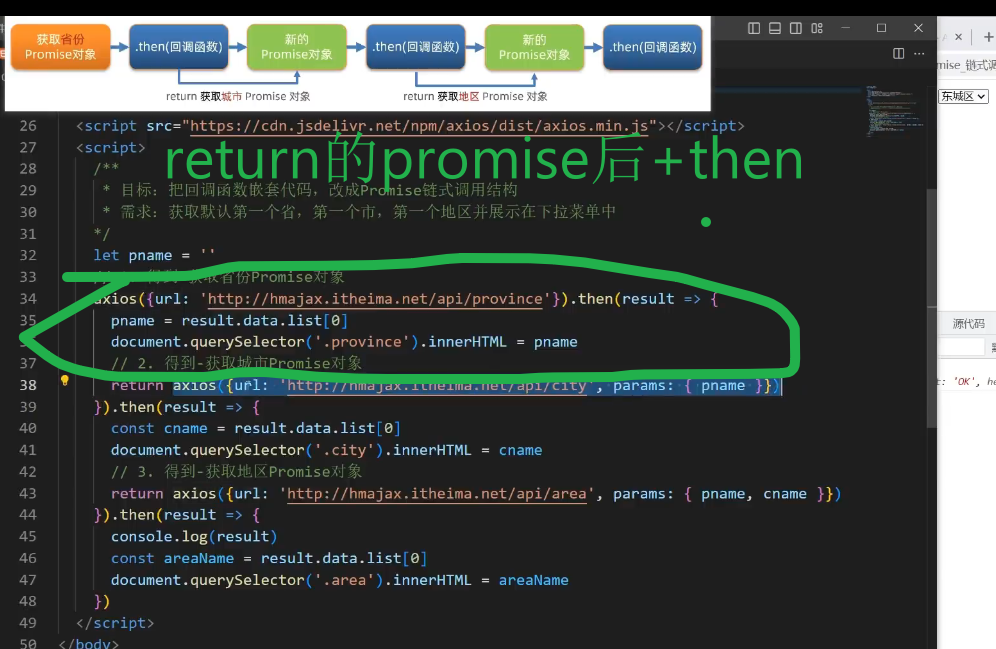 获取省份
Promise对象
.then(回调函数)
新的
Promise对象
.then(回调函数)
新的
Promise对象
.then(回调函数)
return 获取城市 Promise 对象
return 获取地区 Promise 对象
mise_链式调
东城区
return的promise后+then
26 <script src="https://cdn.jsdelivr.net/npm/axios/dist/axios.min.js"></script>
27 <script>
28 /**
29 * 目标：把回调函数嵌套代码，改成Promise链式调用结构
30 * 需求：获取默认第一个省，第一个市，第一个地区并展示在下拉菜单中
31 */
32 let pname = ''
33 得到-获取省份Promise对象
34 axios({url: 'http://hmajax.itheima.net/api/province'}).then(result => {
35 pname = result.data.list[0]
document.querySelector('.province').innerHTML = pname
37 // 2. 得到-获取城市Promise对象
38 return axios({url: 'http://hmajax.itheima.net/api/city', params: { pname }})
39 }).then(result => {
40 const cname = result.data.list[0]
41 document.querySelector('.city').innerHTML = cname
42 // 3. 得到-获取地区Promise对象
43 return axios({url: 'http://hmajax.itheima.net/api/area', params: { pname, cname }})
44 }).then(result => {
45 console.log(result)
46 const areaName = result.data.list[0]
47 document.querySelector('.area').innerHTML = areaName
48 })
49 </script>
50 </body>
源代码
t: 'OK', he